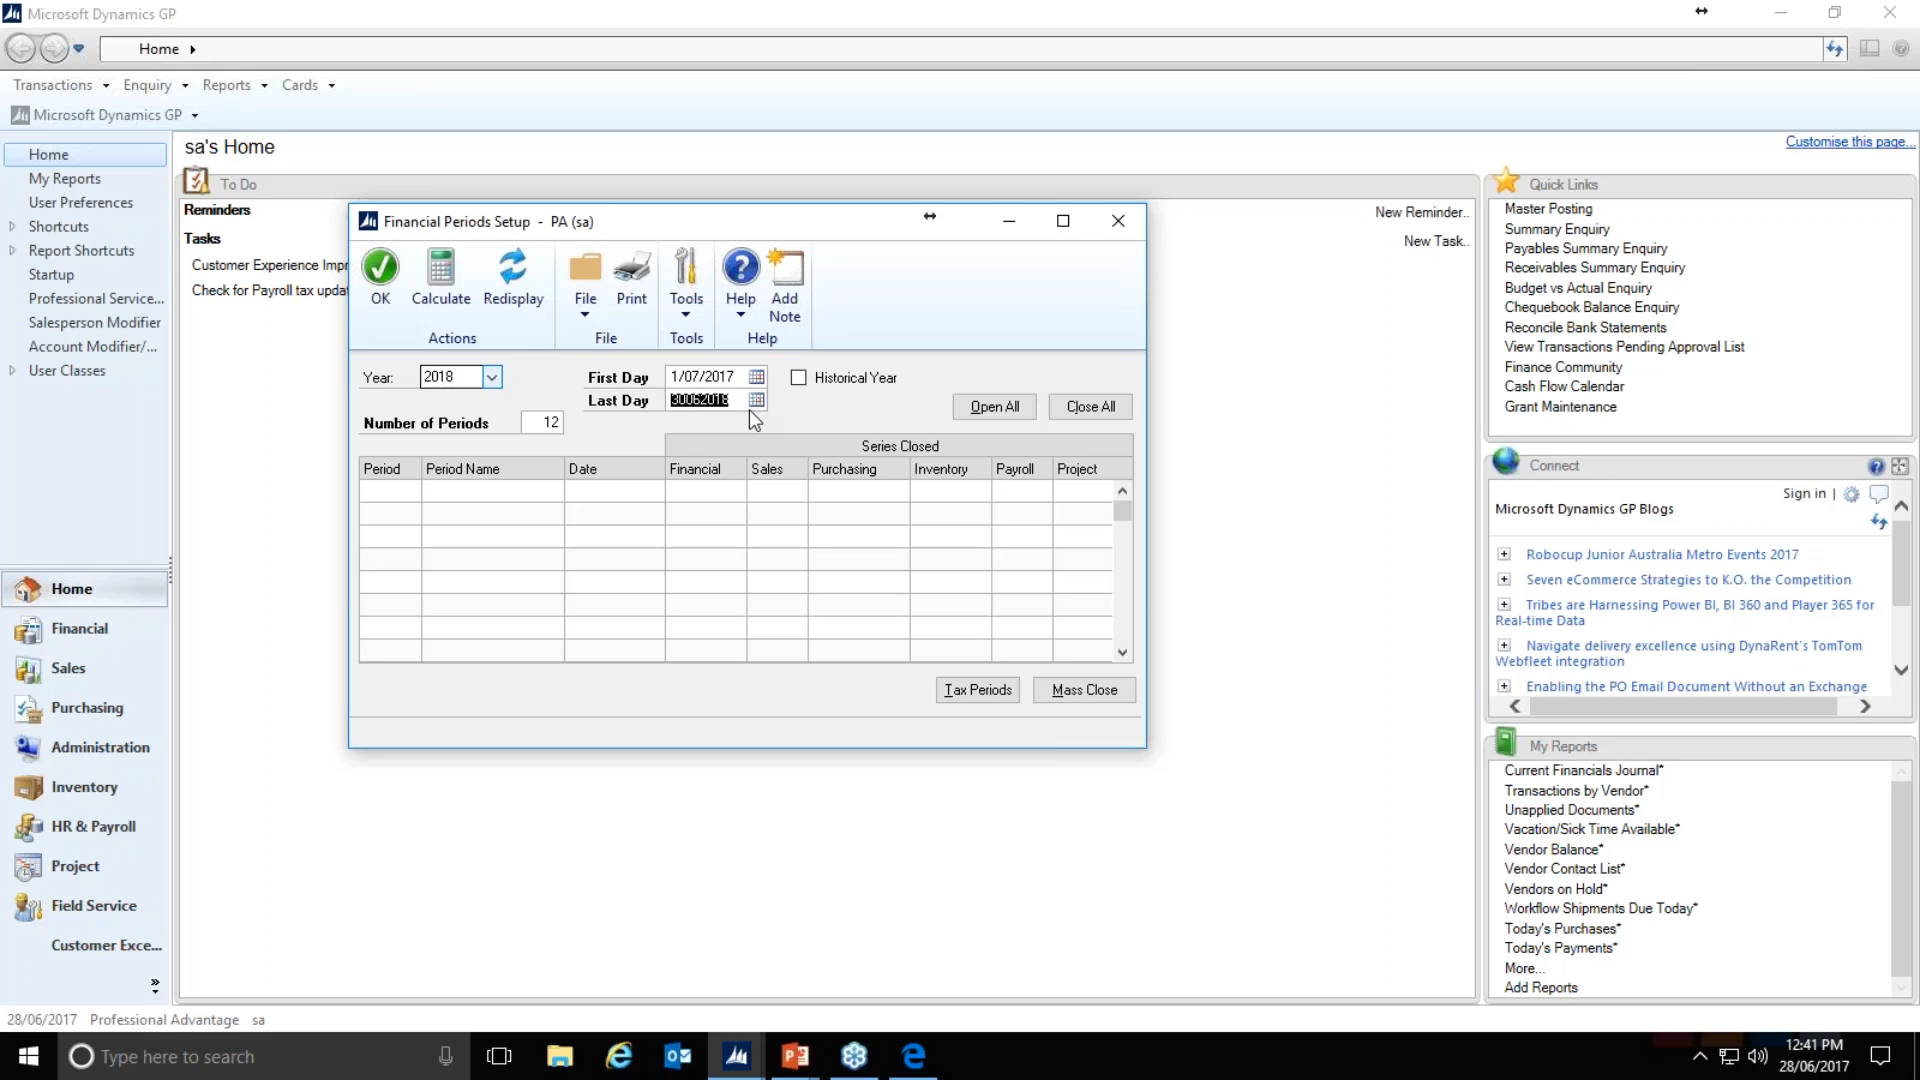 Microsoft Dynamics GP
Home
Transactions Enquiry Reports Cards
Microsoft Dynamics GP
Home
My Reports
User Preferences
Shortcuts
Report Shortcuts
Startup
Professional Service...
Salesperson Modifier
Account Modifier/...
User Classes
Home
Financial
Sales
Purchasing
Administration
Inventory
HR & Payroll
Project
Field Service
Customer Exce...
sa's Home
Customise this page...
To Do
Reminders
New Reminder..
Tasks
New Task..
Customer Experience Impr
Check for Payroll tax updat
Financial Periods Setup - PA (sa)
OK Calculate Redisplay File Print Tools Help Add Note
Actions File Tools Help
Year: 2018 First Day 1/07/2017 Historical Year
Last Day 30062018
Open All Close All
Number of Periods 12
Series Closed
Period Period Name Date Financial Sales Purchasing Inventory Payroll Project
Tax Periods Mass Close
Quick Links
Master Posting
Summary Enquiry
Payables Summary Enquiry
Receivables Summary Enquiry
Budget vs Actual Enquiry
Chequebook Balance Enquiry
Reconcile Bank Statements
View Transactions Pending Approval List
Finance Community
Cash Flow Calendar
Grant Maintenance
Connect
Sign in |
Microsoft Dynamics GP Blogs
Robocup Junior Australia Metro Events 2017
Seven eCommerce Strategies to K.O. the Competition
Tribes are Harnessing Power BI, BI 360 and Player 365 for
Real-time Data
Navigate delivery excellence using DynaRent's TomTom
Webfleet integration
Enabling the PO Email Document Without an Exchange
My Reports
Current Financials Journal*
Transactions by Vendor*
Unapplied Documents*
Vacation/Sick Time Available*
Vendor Balance*
Vendor Contact List*
Vendors on Hold*
Workflow Shipments Due Today*
Today's Purchases*
Today's Payments*
More...
Add Reports
28/06/2017 Professional Advantage sa
Type here to search
12:41 PM
28/06/2017